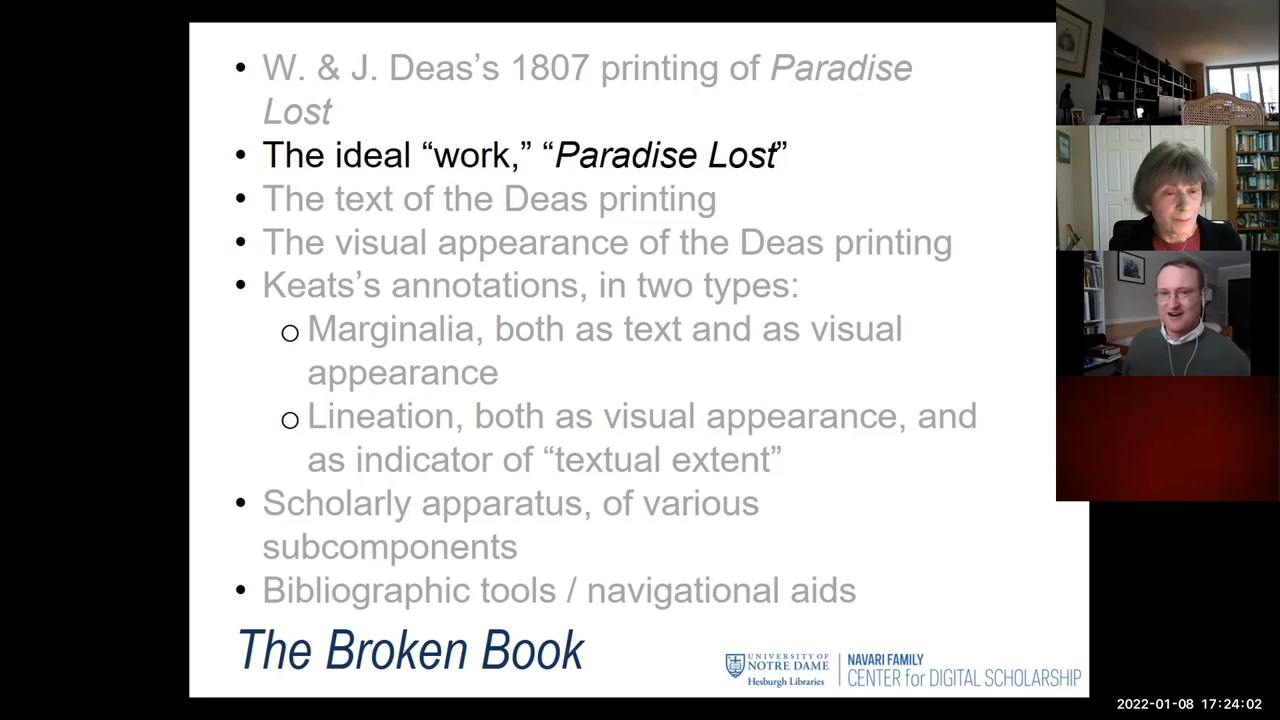 • W. & J. Deas’s 1807 printing of Paradise
Lost
• The ideal “work,” “Paradise Lost”
• The text of the Deas printing
• The visual appearance of the Deas printing
• Keats’s annotations, in two types:
o Marginalia, both as text and as visual
appearance
o Lineation, both as visual appearance, and
as indicator of “textual extent”
• Scholarly apparatus, of various
subcomponents
• Bibliographic tools / navigational aids
The Broken Book
UNIVERSITY OF
NOTRE DAME
Hesburgh Libraries
NAVARI FAMILY
CENTER for DIGITAL SCHOLARSHIP
2022-01-08 17:24:02